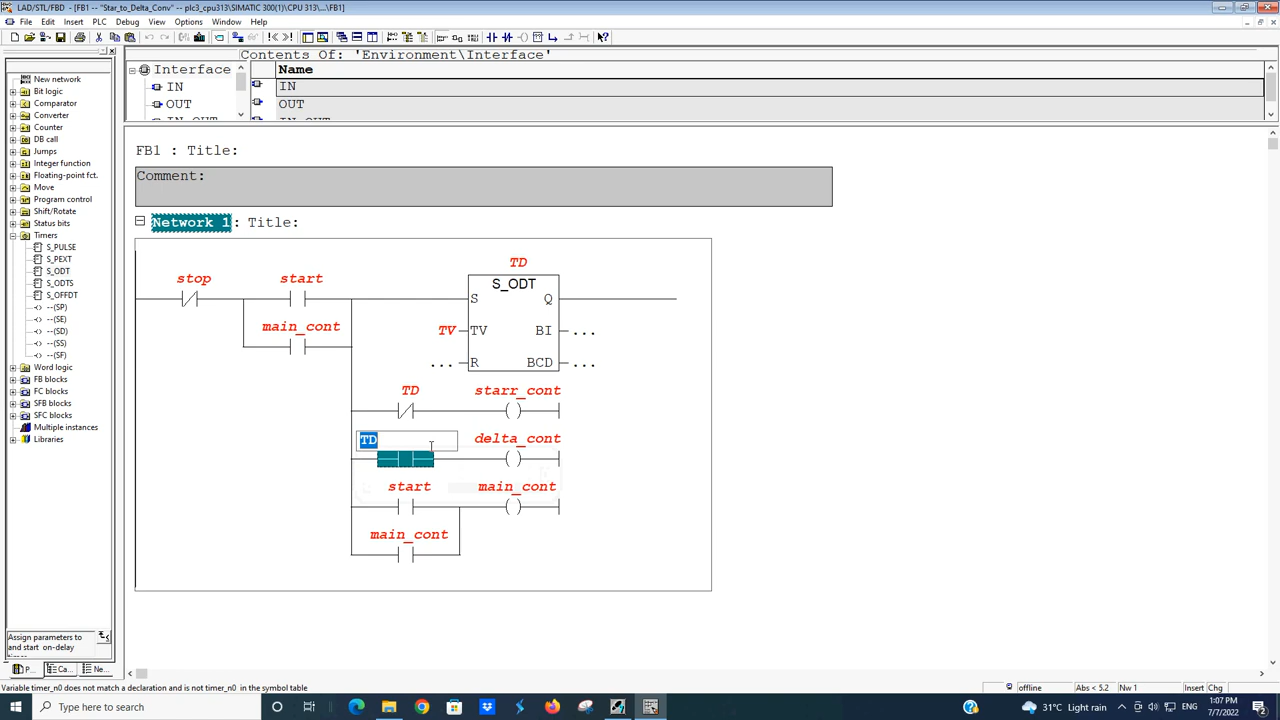 LAD/STL/FBD - [FB1 -- "Star_to_Delta_Conv" -- plc3_cpu313\SIMATIC 300(1)\CPU 313\...\FB1]
File Edit Insert PLC Debug View Options Window Help
Contents Of: 'Environment\Interface'
Interface
IN
OUT
IN_OUT
Name
IN
OUT
IN_OUT
New network
Bit logic
Comparator
Converter
Counter
DB call
Jumps
Integer function
Floating-point fct.
Move
Program control
Shift/Rotate
Status bits
Timers
S_PULSE
S_PEXT
S_ODT
S_ODTS
S_OFFDT
--(SP)
--(SE)
--(SD)
--(SS)
--(SF)
Word logic
FB blocks
FC blocks
SFB blocks
SFC blocks
Multiple instances
Libraries
Assign parameters to
and start on-delay
P...
Ca...
Ne...
FB1 : Title:
Comment:
Network 1: Title:
TD
stop start S_ODT
S Q
main_cont TV TV BI ...
... R BCD ...
TD starr_cont
TD delta_cont
start main_cont
main_cont
Variable timer_n0 does not match a declaration and is not timer_n0 in the symbol table
offline Abs < 5.2 Nw 1 Insert Chg
Type here to search
31°C Light rain
1:07 PM
7/7/2022